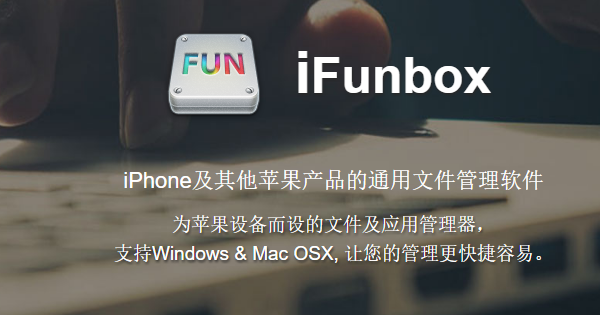 FUN
iFunbox
iPhone及其他苹果产品的通用文件管理软件
为苹果设备而设的文件及应用管理器，
支持Windows & Mac OSX, 让您的管理更快捷容易。